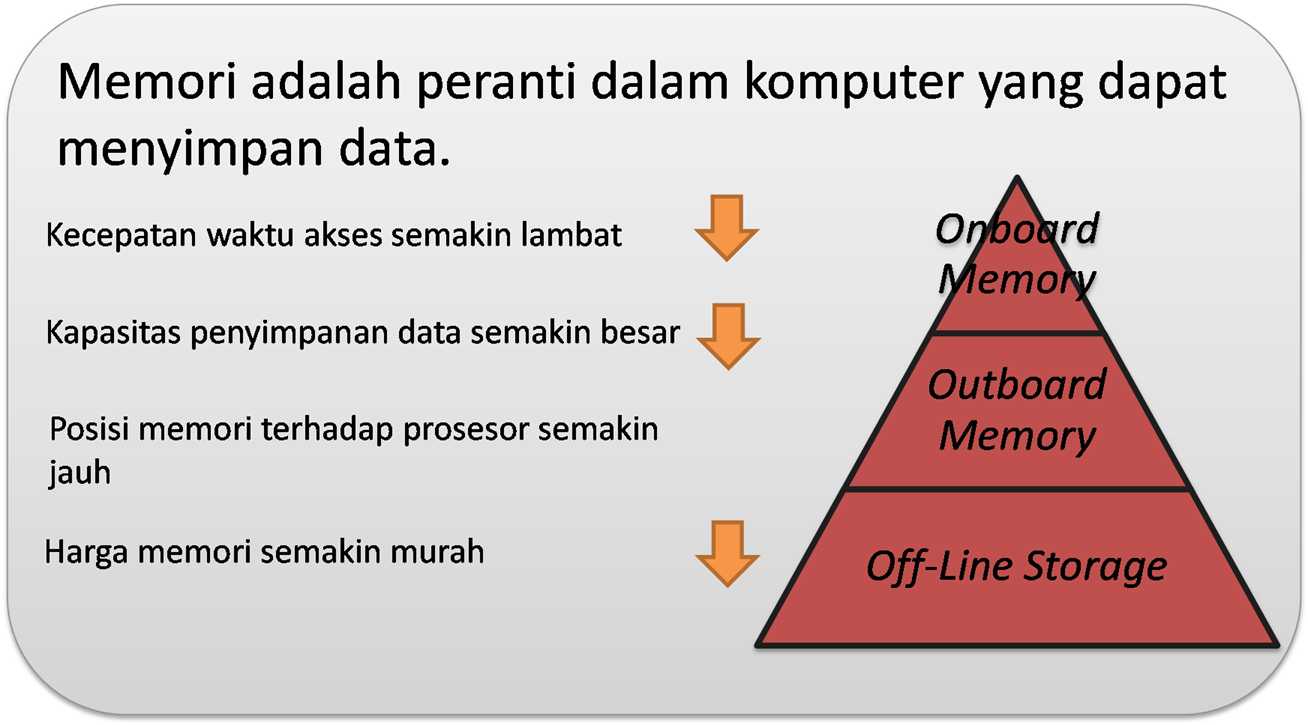 Memori adalah peranti dalam komputer yang dapat
menyimpan data.
Kecepatan waktu akses semakin lambat
Kapasitas penyimpanan data semakin besar
Posisi memori terhadap prosesor semakin
jauh
Harga memori semakin murah
Onboard
Memory
Outboard
Memory
Off-Line Storage